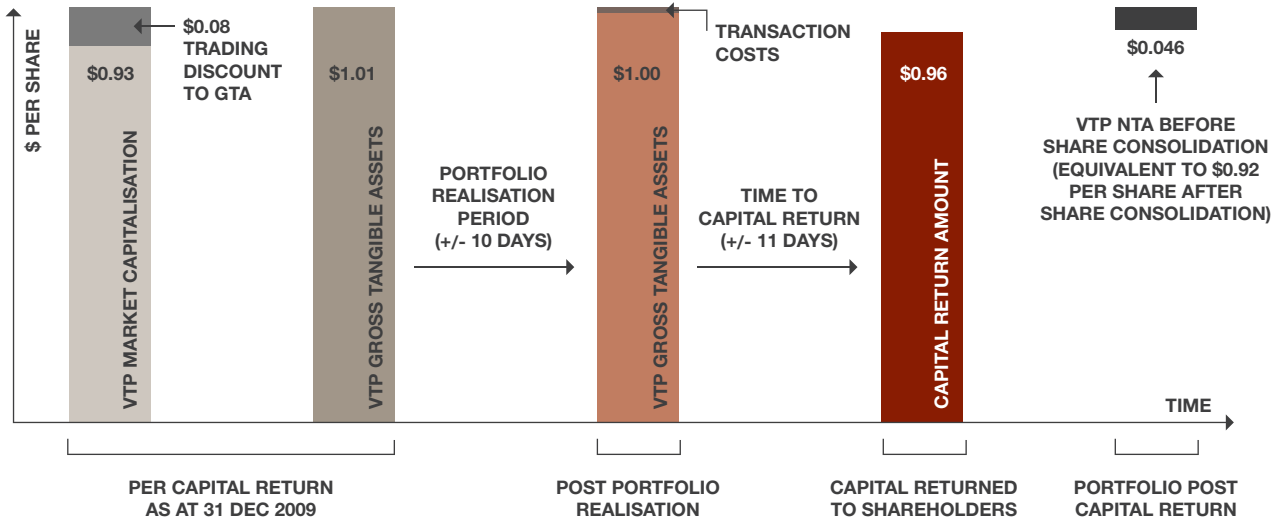 $ PER SHARE
$0.93
VTP MARKET CAPITALISATION
$0.08
TRADING
DISCOUNT
TO GTA
$1.01
VTP GROSS TANGIBLE ASSETS
PORTFOLIO
REALISATION
PERIOD
(+/- 10 DAYS)
$1.00
VTP GROSS TANGIBLE ASSETS
TRANSACTION
COSTS
TIME TO
CAPITAL RETURN
(+/- 11 DAYS)
$0.96
CAPITAL RETURN AMOUNT
$0.046
VTP NTA BEFORE
SHARE CONSOLIDATION
(EQUIVALENT TO $0.92
PER SHARE AFTER
SHARE CONSOLIDATION)
TIME
PER CAPITAL RETURN
AS AT 31 DEC 2009
POST PORTFOLIO
REALISATION
CAPITAL RETURNED
TO SHAREHOLDERS
PORTFOLIO POST
CAPITAL RETURN